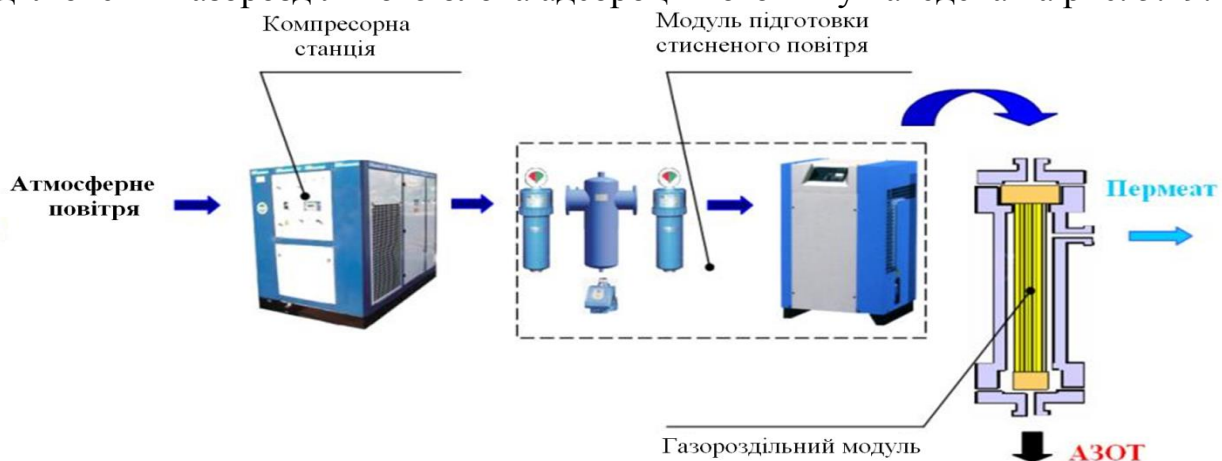 Компресорна
станція
Модуль підготовки
стисненого повітря
Атмосферне
повітря
Пермеат
Газороздільний модуль
АЗОТ